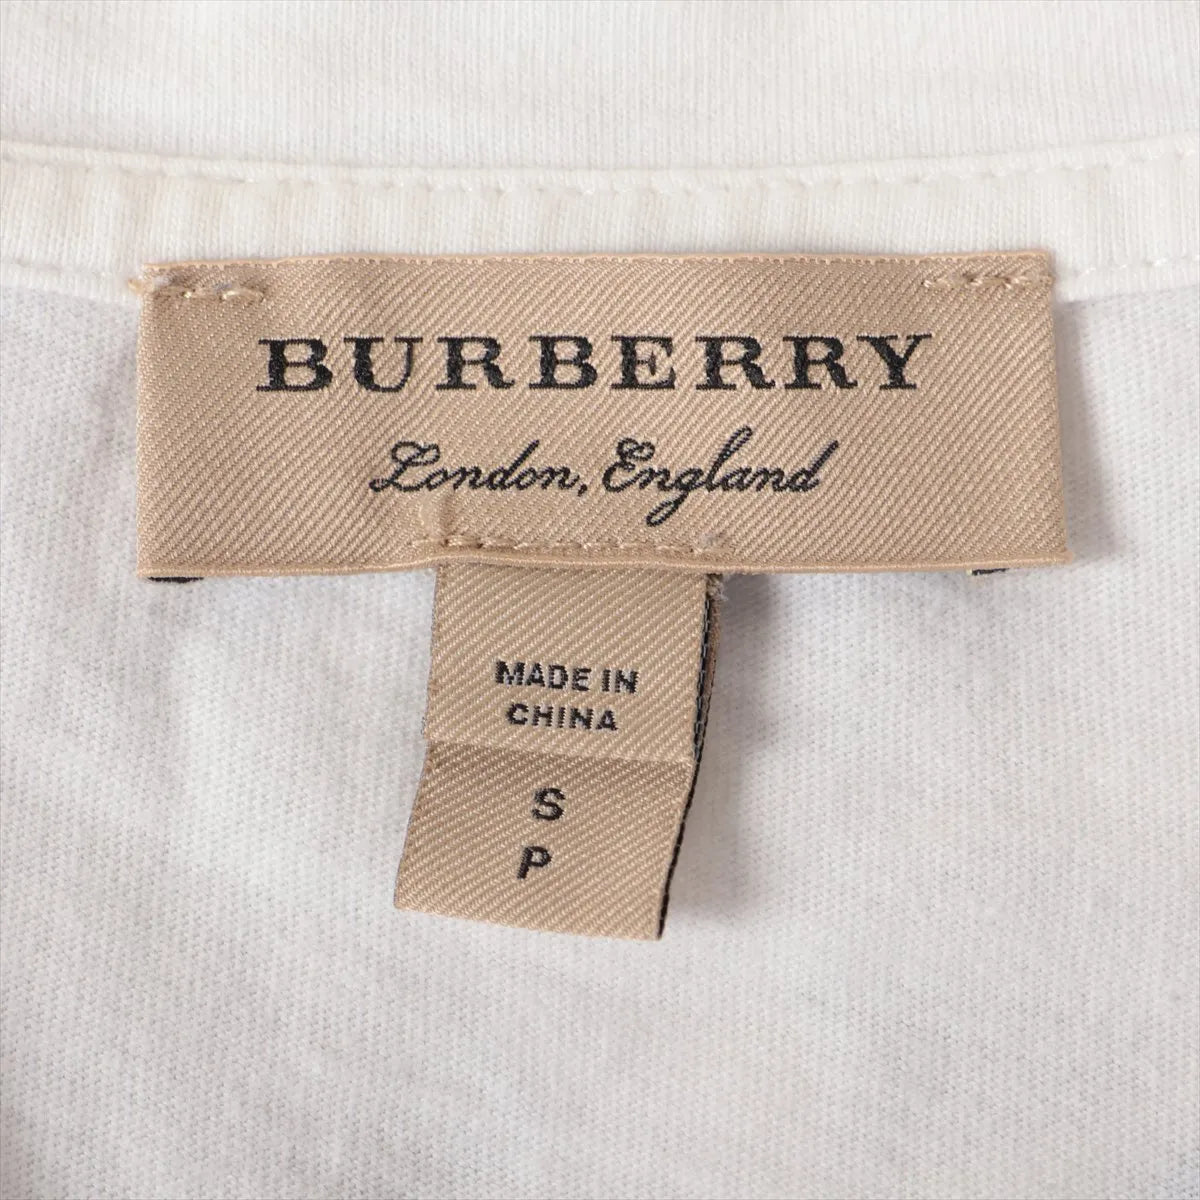 BURBERRY
London, England
MADE IN
CHINA
S
P